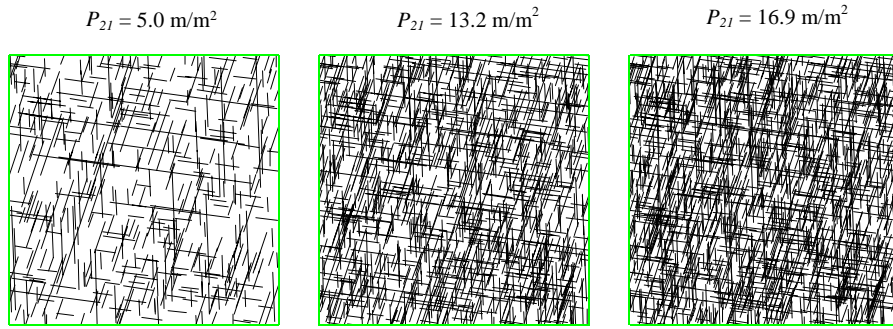 P21 = 5.0 m/m²
P21 = 13.2 m/m²
P21 = 16.9 m/m²